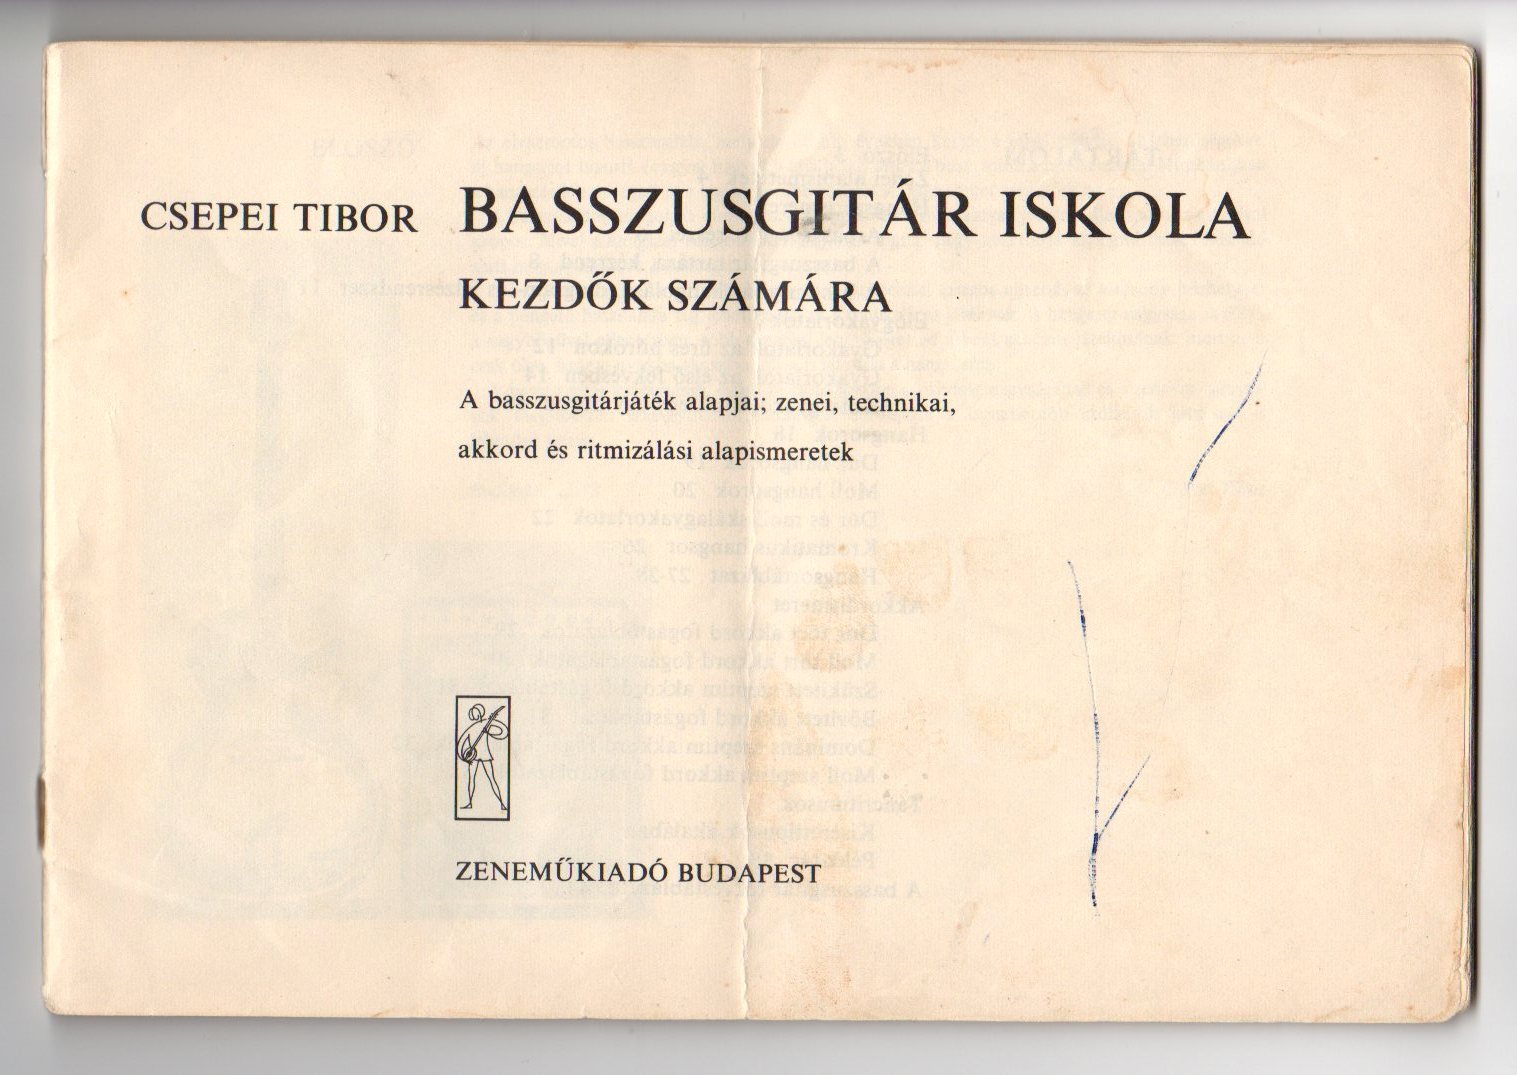 CSEPEI TIBOR BASSZUSGITÁR ISKOLA
KEZDŐK SZÁMÁRA
A basszusgitárjáték alapjai; zenei, technikai,
akkord és ritmizálási alapismeretek
ZENEMŰKIADÓ BUDAPEST